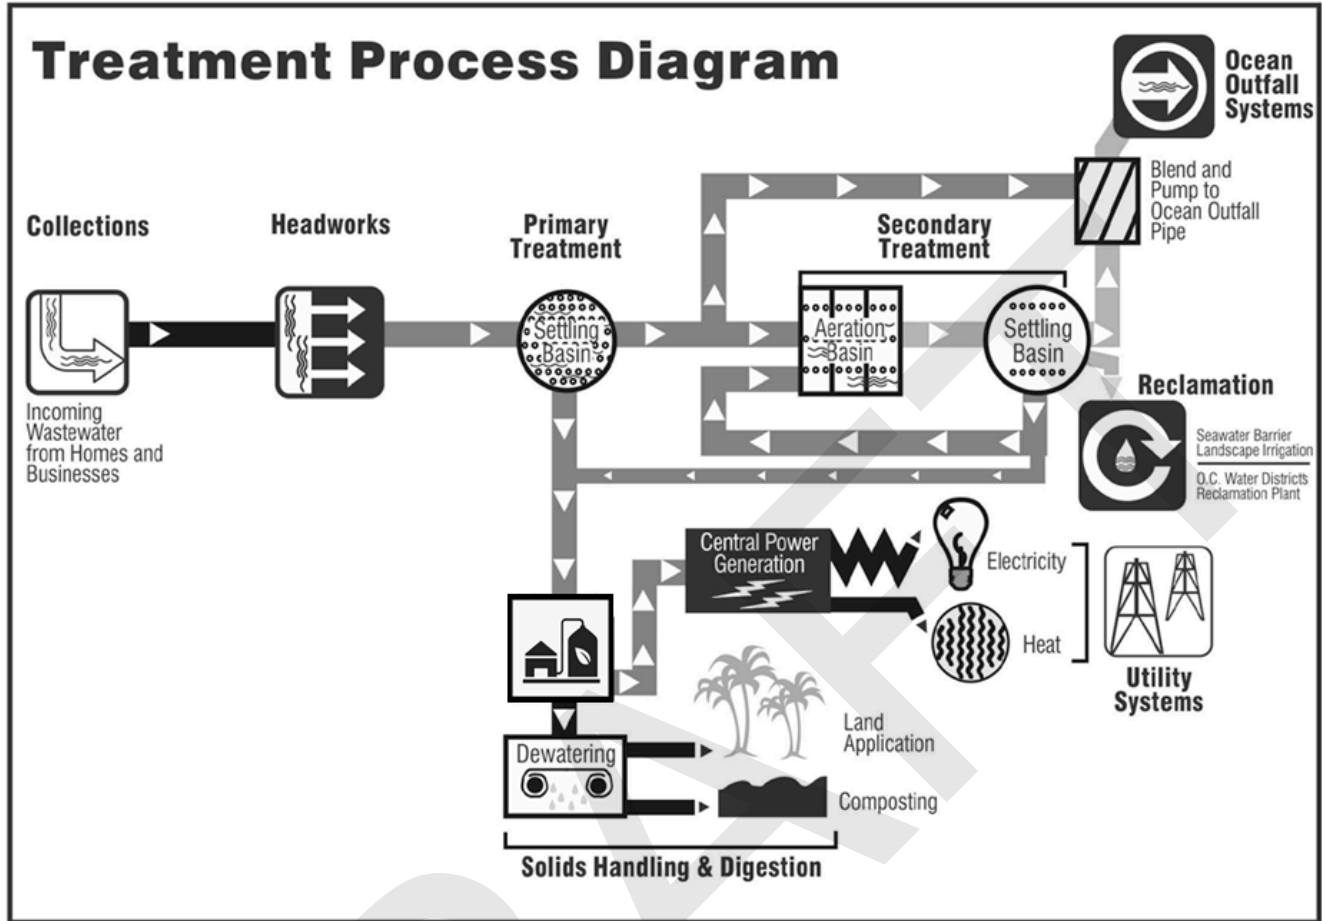 Treatment Process Diagram
Ocean
Outfall
Systems
Blend and
Pump to
Ocean Outfall
Pipe
Collections
Headworks
Primary
Treatment
Secondary
Treatment
Settling
Basin
Aeration
Basin
Settling
Basin
Incoming
Wastewater
from Homes and
Businesses
Reclamation
Seawater Barrier
Landscape Irrigation
O.C. Water Districts
Reclamation Plant
Central Power
Generation
Electricity
Heat
Utility
Systems
Land
Application
Dewatering
Composting
Solids Handling & Digestion
DRAFT